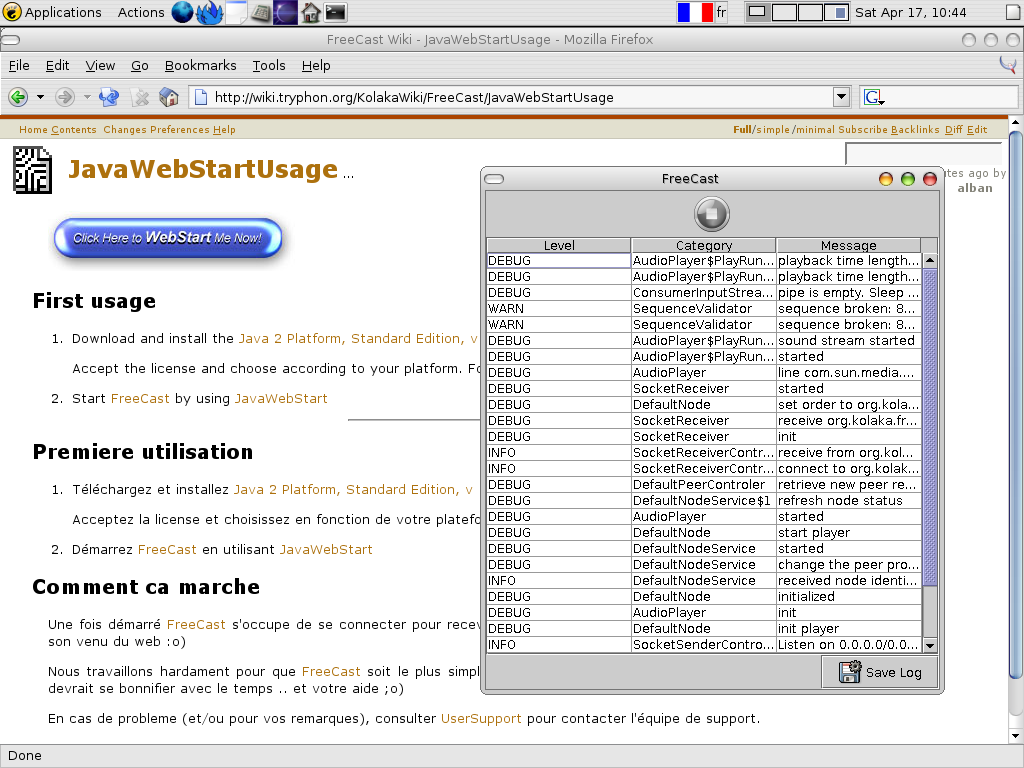 Applications Actions fr Sat Apr 17, 10:44
FreeCast Wiki - JavaWebStartUsage - Mozilla Firefox
File Edit View Go Bookmarks Tools Help
http://wiki.tryphon.org/KolakaWiki/FreeCast/JavaWebStartUsage G
Home Contents Changes Preferences Help Full/simple/minimal Subscribe Backlinks Diff Edit
JavaWebStartUsage ...
utes ago by
alban
Click Here to WebStart Me Now!
First usage
1. Download and install the Java 2 Platform, Standard Edition, v
Accept the license and choose according to your platform. Fo
2. Start FreeCast by using JavaWebStart
Premiere utilisation
1. Téléchargez et installez Java 2 Platform, Standard Edition, v
Acceptez la license et choisissez en fonction de votre platefo
2. Démarrez FreeCast en utilisant JavaWebStart
Comment ca marche
Une fois démarré FreeCast s'occupe de se connecter pour recev
son venu du web :o)
Nous travaillons hardament pour que FreeCast soit le plus simpl
devrait se bonnifier avec le temps .. et votre aide ;o)
En cas de probleme (et/ou pour vos remarques), consulter UserSupport pour contacter l'équipe de support.
FreeCast
Level Category Message
DEBUG AudioPlayer$PlayRun... playback time length...
DEBUG AudioPlayer$PlayRun... playback time length...
DEBUG ConsumerInputStrea... pipe is empty. Sleep ...
WARN SequenceValidator sequence broken: 8...
WARN SequenceValidator sequence broken: 8...
DEBUG AudioPlayer$PlayRun... sound stream started
DEBUG AudioPlayer$PlayRun... started
DEBUG AudioPlayer line com.sun.media....
DEBUG SocketReceiver started
DEBUG DefaultNode set order to org.kola...
DEBUG SocketReceiver receive org.kolaka.fr...
DEBUG SocketReceiver init
INFO SocketReceiverContr... receive from org.kol...
INFO SocketReceiverContr... connect to org.kolak...
DEBUG DefaultPeerControler retrieve new peer re...
DEBUG DefaultNodeService$1 refresh node status
DEBUG AudioPlayer started
DEBUG DefaultNode start player
DEBUG DefaultNodeService started
DEBUG DefaultNodeService change the peer pro...
INFO DefaultNodeService received node identi...
DEBUG DefaultNode initialized
DEBUG AudioPlayer init
DEBUG DefaultNode init player
INFO SocketSenderContro... Listen on 0.0.0.0/0.0...
Save Log
Done